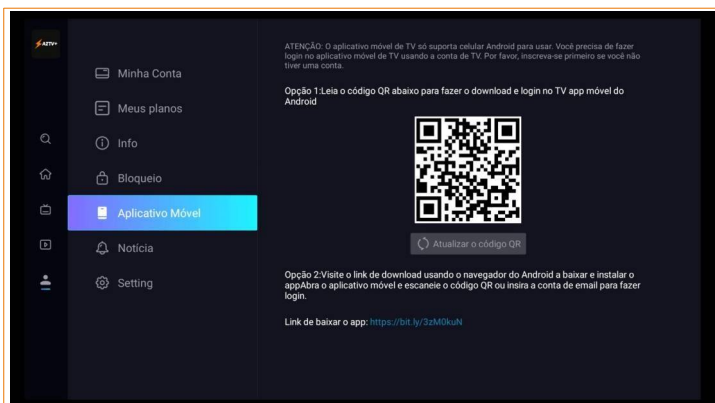 AZTV+
ATENÇÃO: O aplicativo móvel de TV só suporta celular Android para usar. Você precisa de fazer
login no aplicativo móvel de TV usando a conta de TV. Por favor, inscreva-se primeiro se você não
tiver uma conta.
Minha Conta
Meus planos
Info
Bloqueio
Aplicativo Móvel
Notícia
Setting
Opção 1:Leia o código QR abaixo para fazer o download e login no TV app móvel do
Android
Atualizar o código QR
Opção 2:Visite o link de download usando o navegador do Android a baixar e instalar o
appAbra o aplicativo móvel e escaneie o código QR ou insira a conta de email para fazer
login.
Link de baixar o app: https://bit.ly/3zM0kuN